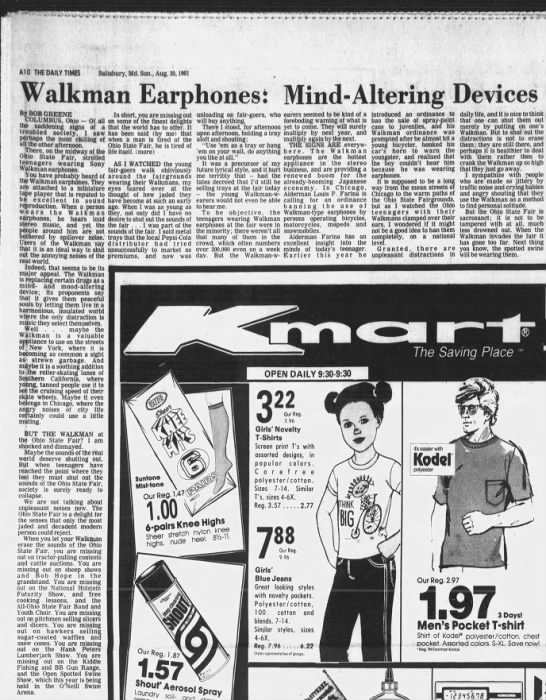 A10 THE DAILY TIMES Salisbury, Md. Sun., Aug. 30, 1981
Walkman Earphones: Mind-Altering Devices
By BOB GREENE
COLUMBUS, Ohio — Of all
the saddening signs of a
troubled society, I saw
perhaps the most chilling of
all the other afternoon.
There, on the midway of the
Ohio State Fair, strolled
teenagers wearing Sony
Walkman earphones.
You have probably heard of
the Walkman earphones. They
are attached to a miniature
tape player that is reputed to
be excellent in sound
reproduction. When a person
wears the Walkman
earphones, he hears loud
stereo music, and yet the
people around him are not
bothered by spillover noise.
Users of the Walkman say
that it is an ideal way to shut
out the annoying noises of the
real world.
Indeed, that seems to be its
major appeal. The Walkman
is replacing certain drugs as a
mind- and mood-altering
device; its proponents say
that it gives them peaceful
souls by letting them live in a
harmonious, insulated world
where the only distraction is
music they select themselves.
Well . . . maybe the
Walkman is a valuable
appliance to use on the streets
of New York, where it is
becoming as common a sight
as strewn garbage. And
maybe it is a soothing addition
to the roller-skating lanes of
Southern California, where
young, tanned people use it to
set the cruising speed of their
skate wheels. Maybe it even
belongs in Chicago, where the
angry noises of city life
certainly could use a little
muting.
BUT THE WALKMAN at
the Ohio State Fair? I am
shocked and dismayed.
Maybe the sounds of the real
world deserve shutting out.
But when teenagers have
reached the point where they
feel they must shut out the
sounds of the Ohio State Fair,
society is surely ready to
collapse.
We are not talking about
unpleasant noises now. The
Ohio State Fair is a delight for
the senses that only the most
jaded and decadent modern
person could reject.
When you let your Walkman
erase the sounds of the Ohio
State Fair, you are missing
out on tractor-pulling contests
and cattle auctions. You are
missing out on sheep shows
and Bob Hope in the
grandstand. You are missing
out on the National Holstein
Futurity Show, and free
cooking lessons, and the
All-Ohio State Fair Band and
Youth Choir. You are missing
out on pitchmen selling slicers
and dicers. You are missing
out on hawkers selling
sugar-coated waffles and
snow cones. You are missing
out on the Hank Peters
Lumberjack Show. You are
missing out on the Kiddie
Fishing and BB Gun Range,
and the Open Spotted Swine
Show, which this year is being
held in the O'Neill Swine
Arena.
In short, you are missing out
on some of the finest delights
that the world has to offer. It
has been said (by me) that
when a man is tired of the
Ohio State Fair, he is tired of
life itself.
AS I WATCHED the young
fair-goers walk obliviously
around the fairgrounds
wearing their Walkmans, my
eyes teared over at the
thought of how jaded they
have become at such an early
age. When I was as young as
they, not only did I have no
desire to shut out the sounds of
the fair . . . I was part of the
sounds of the fair. I sold metal
trays that the local Pepsi-Cola
distributor had tried
unsuccessfully to market as
premiums, and now was
unloading on fair-goers, who
will buy anything.
There I stood, for afternoon
upon afternoon, holding a tray
aloft and shouting:
"Use 'em as a tray or hang
'em on your wall, do anything
you like at all."
It was a precursor of my
future lyrical style, and it hurt
me terribly that — had the
fates decreed that I'd still be
selling trays at the fair today
— the young Walkman-w-
earers would not even be able
to hear me.
To be objective, the
teenagers wearing Walkman
earphones at the fair were in
the minority; there weren't all
that many of them in the
crowd, which often numbers
over 200,000 even on a week
day. But the Walkman-w-
earers seemed to be kind of a
foreboding warning of what is
yet to come. They will surely
multiply by next year, and
multiply again by the next.
THE SIGNS ARE everyw-
here. The Walkman
earphones are the hottest
appliance in the stereo
business, and are providing a
renewed boom for the
already-beaming Japanese
economy. In Chicago,
Alderman Louis P. Farina is
calling for an ordinance
banning the use of
Walkman-type earphones by
persons operating bicycles,
motorcycles, mopeds and
snowmobiles.
Alderman Farina has an
excellent insight into the
minds of today's teenager.
Earlier this year he
introduced an ordinance to
ban the sale of spray-paint
cans to juveniles, and his
Walkman ordinance was
prompted after he watched his
young bicycler, honked his
car's horn to warn the
youngster, and realized that
the boy couldn't hear him
because he was wearing
earphones.
It is supposed to be a long
way from the mean streets of
Chicago to the warm paths of
the Ohio State Fairgrounds.
but as I watched the Ohio
teenagers with their
Walkmans clamped over their
ears, I wondered if it might
not be a good idea to ban them
completely, on a national
level.
Granted, there are
unpleasant distractions in
daily life, and it is nice to think
that one can shut them out
merely by putting on one's
Walkman. But to shut out the
distractions is not to erase
them; they are still there, and
perhaps it is healthier to deal
with them rather then to
crank the Walkman up so high
that they just go away.
I sympathize with people
who are bothered utterly by
traffic noise and crying babies
and angry shouting that they
use the Walkman as a method
to find personal solitude.
But the Ohio State Fair is
sacrosanct; it is not to be
tampered with at all, much
less drowned out. When the
Walkman invades the fair it
has gone too far. Next thing
you know, the spotted swine
will be wearing them.
Kmart
The Saving Place
OPEN DAILY 9:30-9:30
Suntone
Mist-tone
Our Reg. 1.47
1.00
6-pairs Knee Highs
Sheer stretch nylon knee
highs, nude heel. 8½-11.
SHOUT
Our Reg. 1.87
1.57
Shout® Aerosol Spray
3.22
Our Reg.
Girls' Novelty
T-Shirts
Screen print T's with
assorted designs, in
popular colors.
Carefree
polyester/cotton.
Sizes 7-14. Similar
T's, sizes 4-6X.
Reg. 3.57 .....2.77
7.88
Our Reg.
9.96
Girls'
Blue Jeans
Great looking styles
with novelty pockets.
Polyester/cotton,
100. cotton and
blends. 7-14.
Similar styles, sizes
4-6X.
Reg. 7.96 .....6.22
THINK
BIG
it's easier with
Kodel
polyester
Our Reg. 2.97
1.97 3 Days!
Men's Pocket T-shirt
Shirt of Kodel® polyester/cotton, chest
pocket. Assorted colors. S-XL. Save now!
12345678